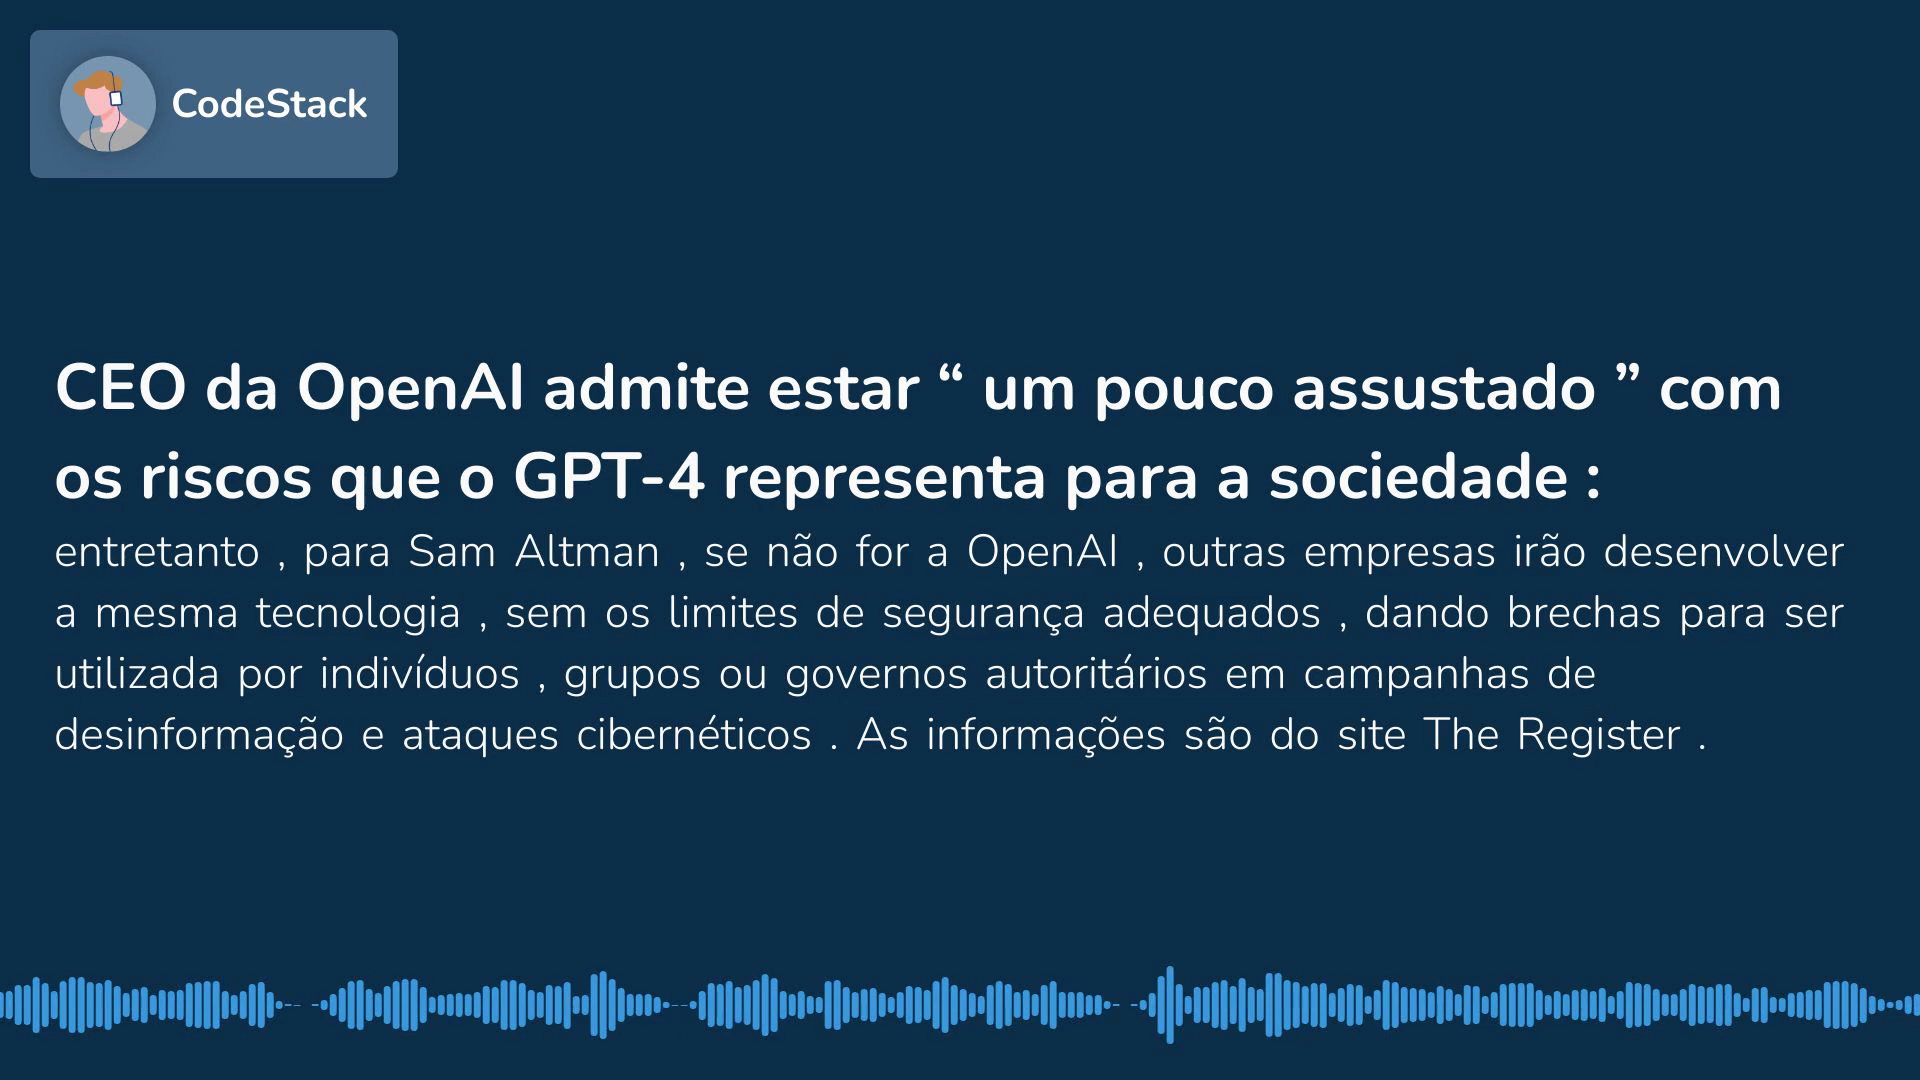 CodeStack
CEO da OpenAI admite estar “ um pouco assustado ” com
os riscos que o GPT-4 representa para a sociedade :
entretanto , para Sam Altman , se não for a OpenAI , outras empresas irão desenvolver
a mesma tecnologia , sem os limites de segurança adequados , dando brechas para ser
utilizada por indivíduos , grupos ou governos autoritários em campanhas de
desinformação e ataques cibernéticos . As informações são do site The Register .